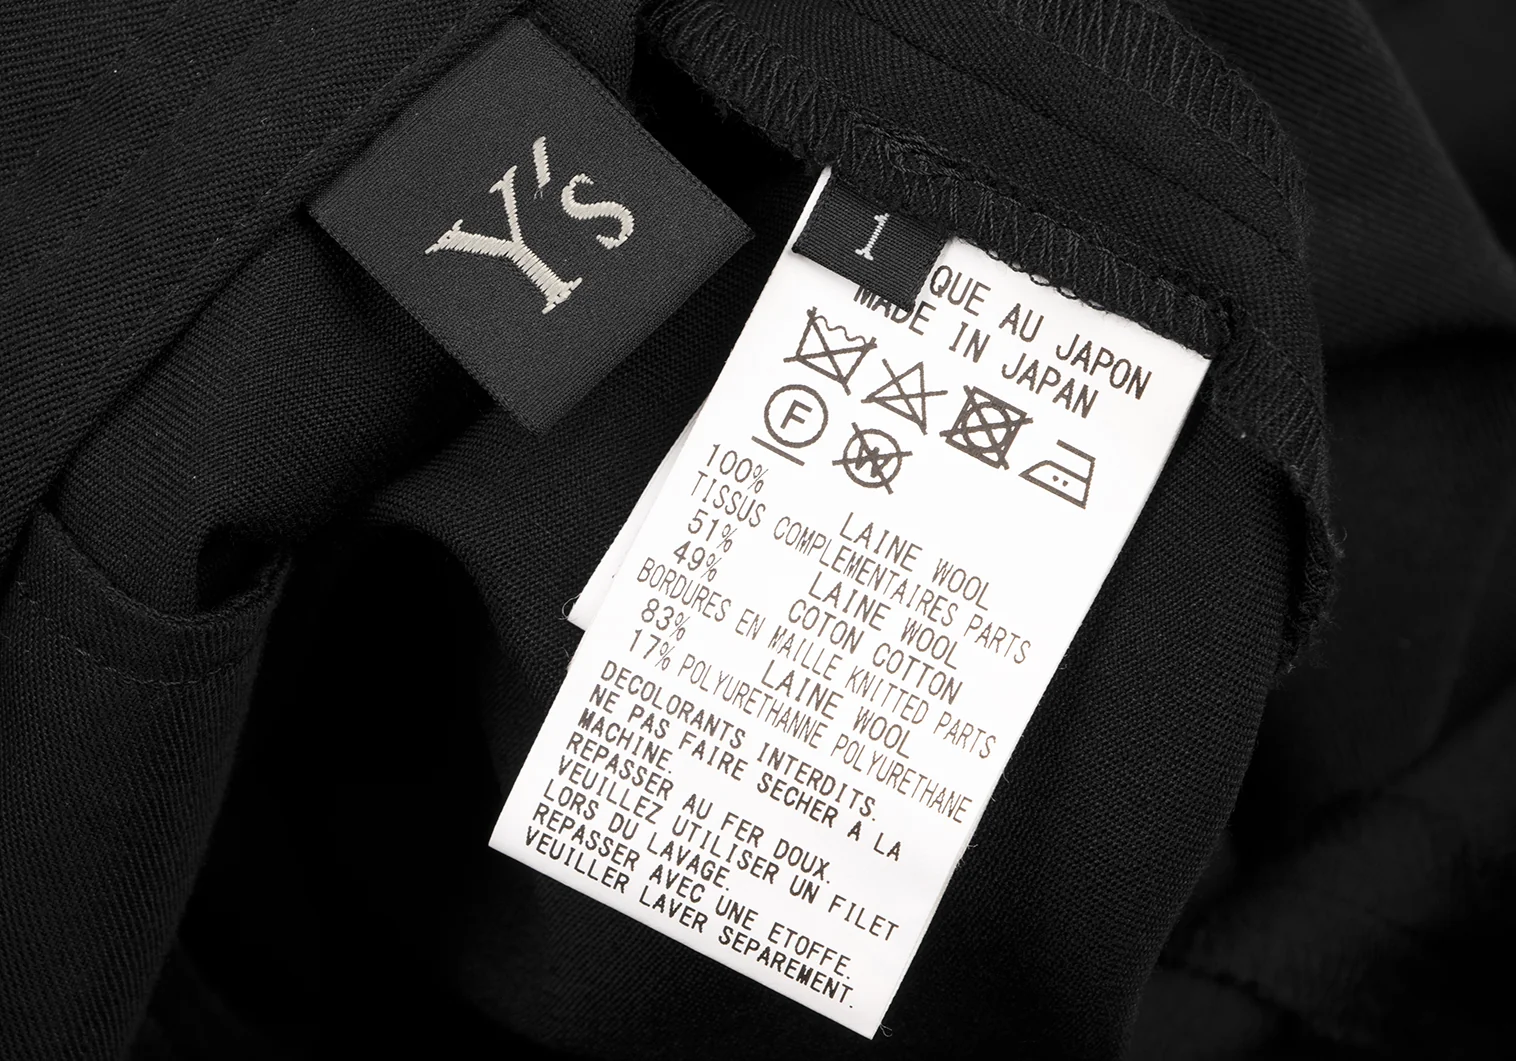 Y's
1
QUE AU JAPON
MADE IN JAPAN
F
W
100% LAINE WOOL
TISSUS COMPLEMENTAIRES PARTS
51% LAINE WOOL
49% COTON COTTON
BORDURES EN MAILLE KNITTED PARTS
83% LAINE WOOL
17% POLYURETHANNE POLYURETHANE
DECOLORANTS INTERDITS.
NE PAS FAIRE SECHER A LA
MACHINE.
REPASSER AU FER DOUX.
VEUILLEZ UTILISER UN FILET
LORS DU LAVAGE.
REPASSER AVEC UNE ETOFFE.
VEUILLER LAVER SEPAREMENT.